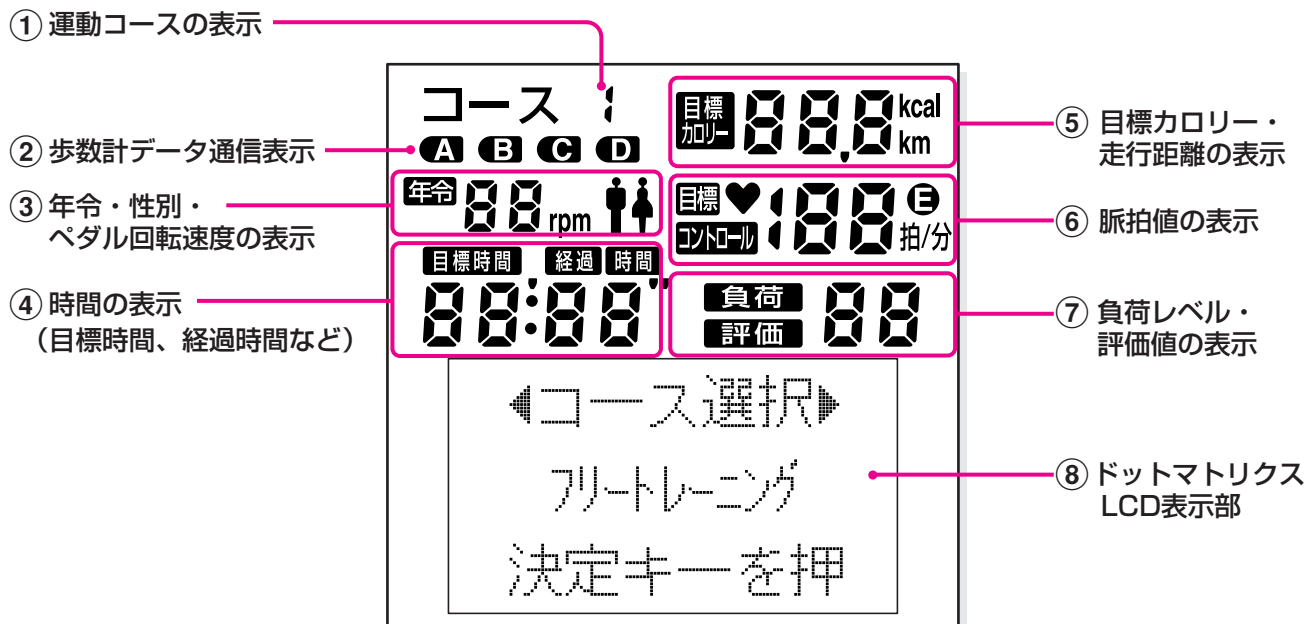 ① 運動コースの表示
② 歩数計データ通信表示
③ 年令・性別・
ペダル回転速度の表示
④ 時間の表示
（目標時間、経過時間など）
コース 1
A B C D
年令 88 rpm
目標時間 経過 時間
88:88
目標
カロリー 88.8 kcal
km
目標 ♥ 188 E
コントロール 拍/分
負荷 88
評価
◀コース選択▶
フリートレーニング
決定キーを押
⑤ 目標カロリー・
走行距離の表示
⑥ 脈拍値の表示
⑦ 負荷レベル・
評価値の表示
⑧ ドットマトリクス
LCD表示部